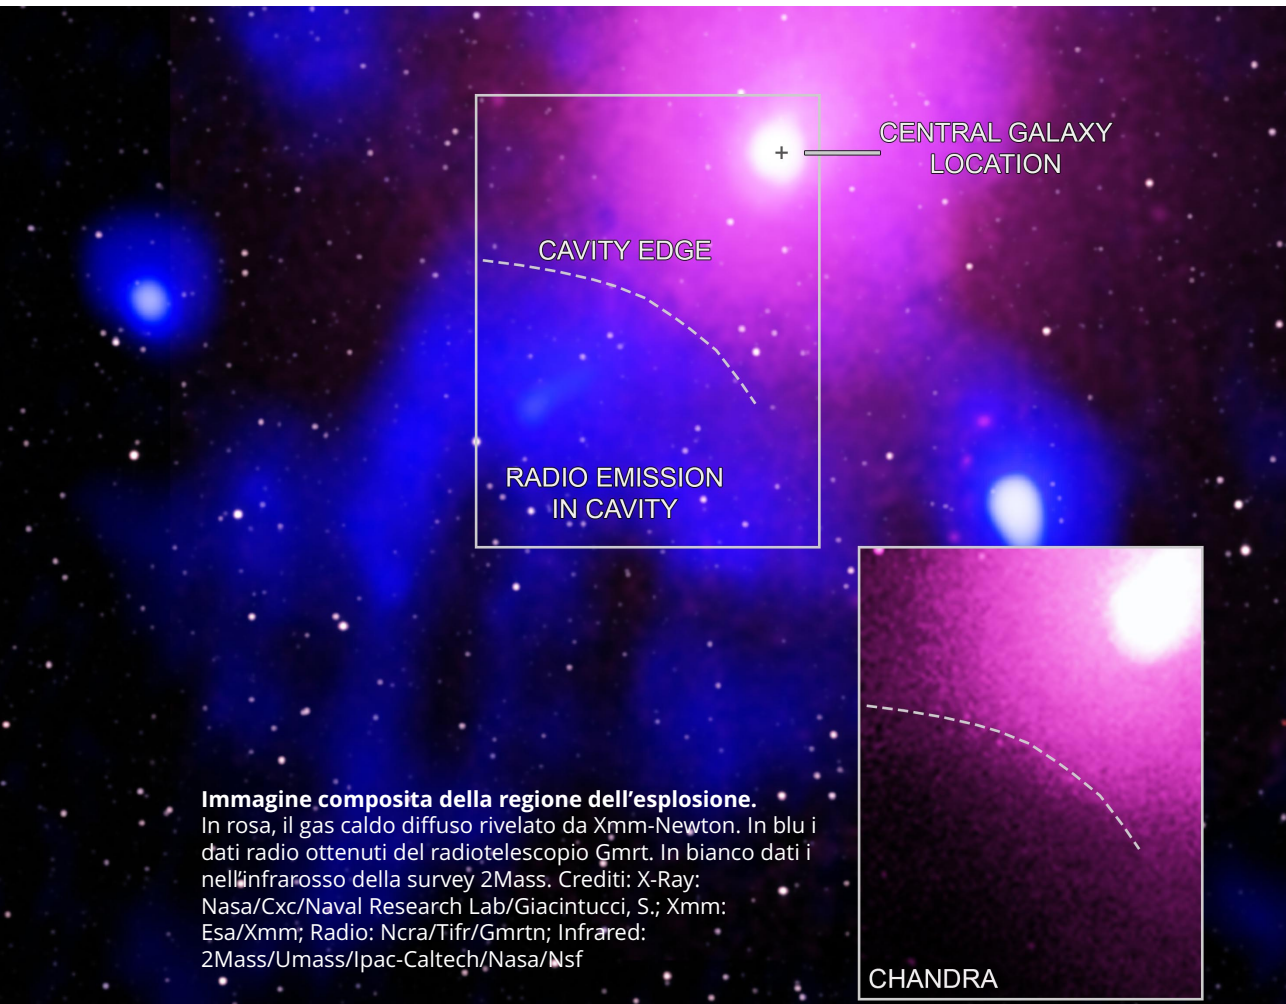 CENTRAL GALAXY
LOCATION
CAVITY EDGE
RADIO EMISSION
IN CAVITY
Immagine composita della regione dell’esplosione.
In rosa, il gas caldo diffuso rivelato da Xmm-Newton. In blu i
dati radio ottenuti del radiotelescopio Gmrt. In bianco dati i
nell’infrarosso della survey 2Mass. Crediti: X-Ray:
Nasa/Cxc/Naval Research Lab/Giacintucci, S.; Xmm:
Esa/Xmm; Radio: Ncra/Tifr/Gmrtn; Infrared:
2Mass/Umass/Ipac-Caltech/Nasa/Nsf
CHANDRA